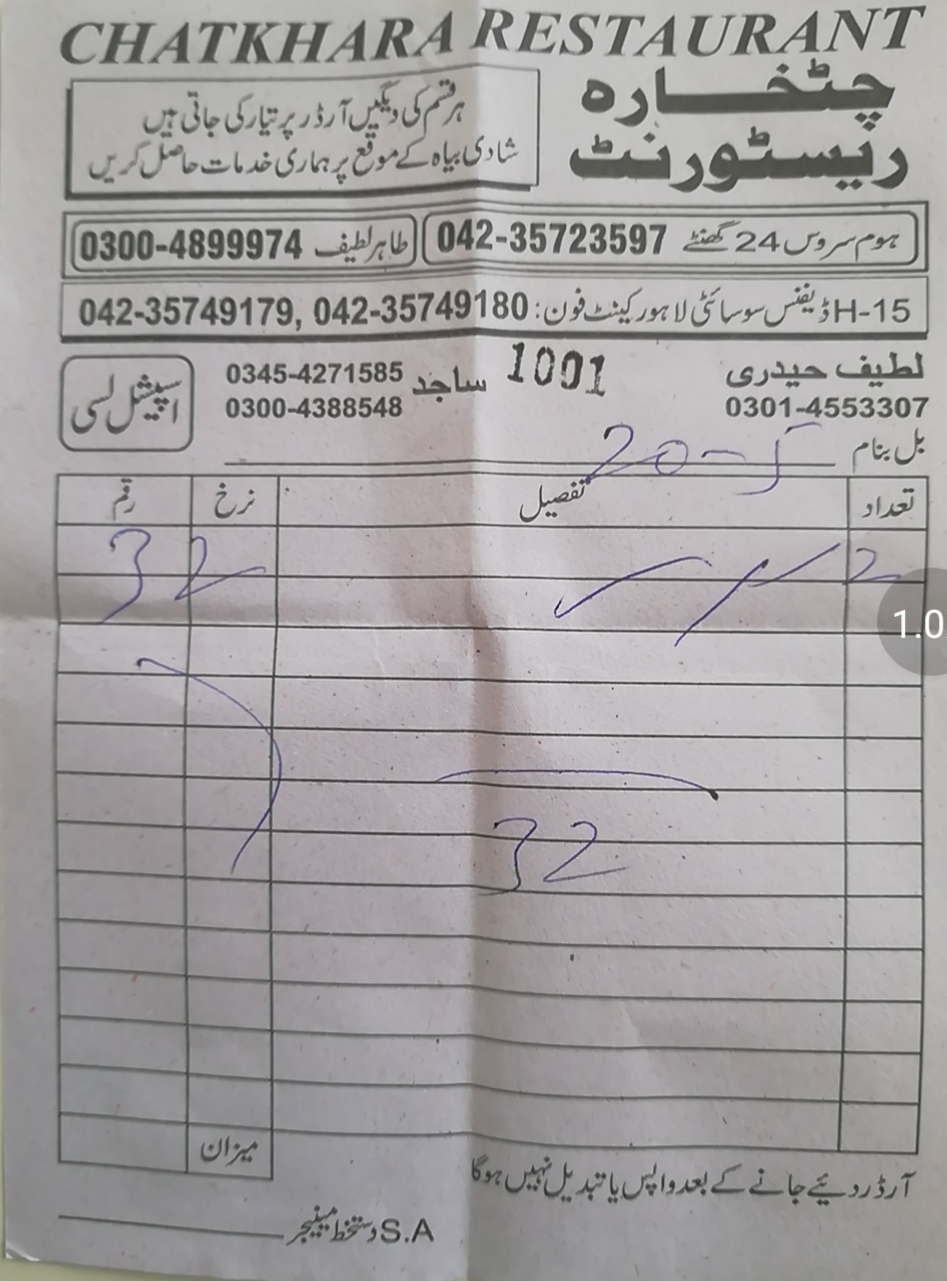 CHATKHARA RESTAURANT
چٹخارہ
ریسٹورنٹ
ہر قسم کی دیگیں آرڈر پر تیار کی جاتی ہیں
شادی بیاہ کے موقع پر ہماری خدمات حاصل کریں
ہوم سروس 24 گھنٹے 042-35723597
طاہر لطیف 0300-4899974
15-H ڈیفنس سوسائٹی لاہور کینٹ فون: 042-35749179, 042-35749180
لطیف حیدری
0301-4553307
1001
ساجد 0345-4271585
0300-4388548
اسپیشل لسی
بل بنام
20-5
تعداد تفصیل نرخ رقم
2 32
32
میزان
آرڈر دئیے جانے کے بعد واپس یا تبدیل نہیں ہوگا
S.A دستخط مینیجر
1.0